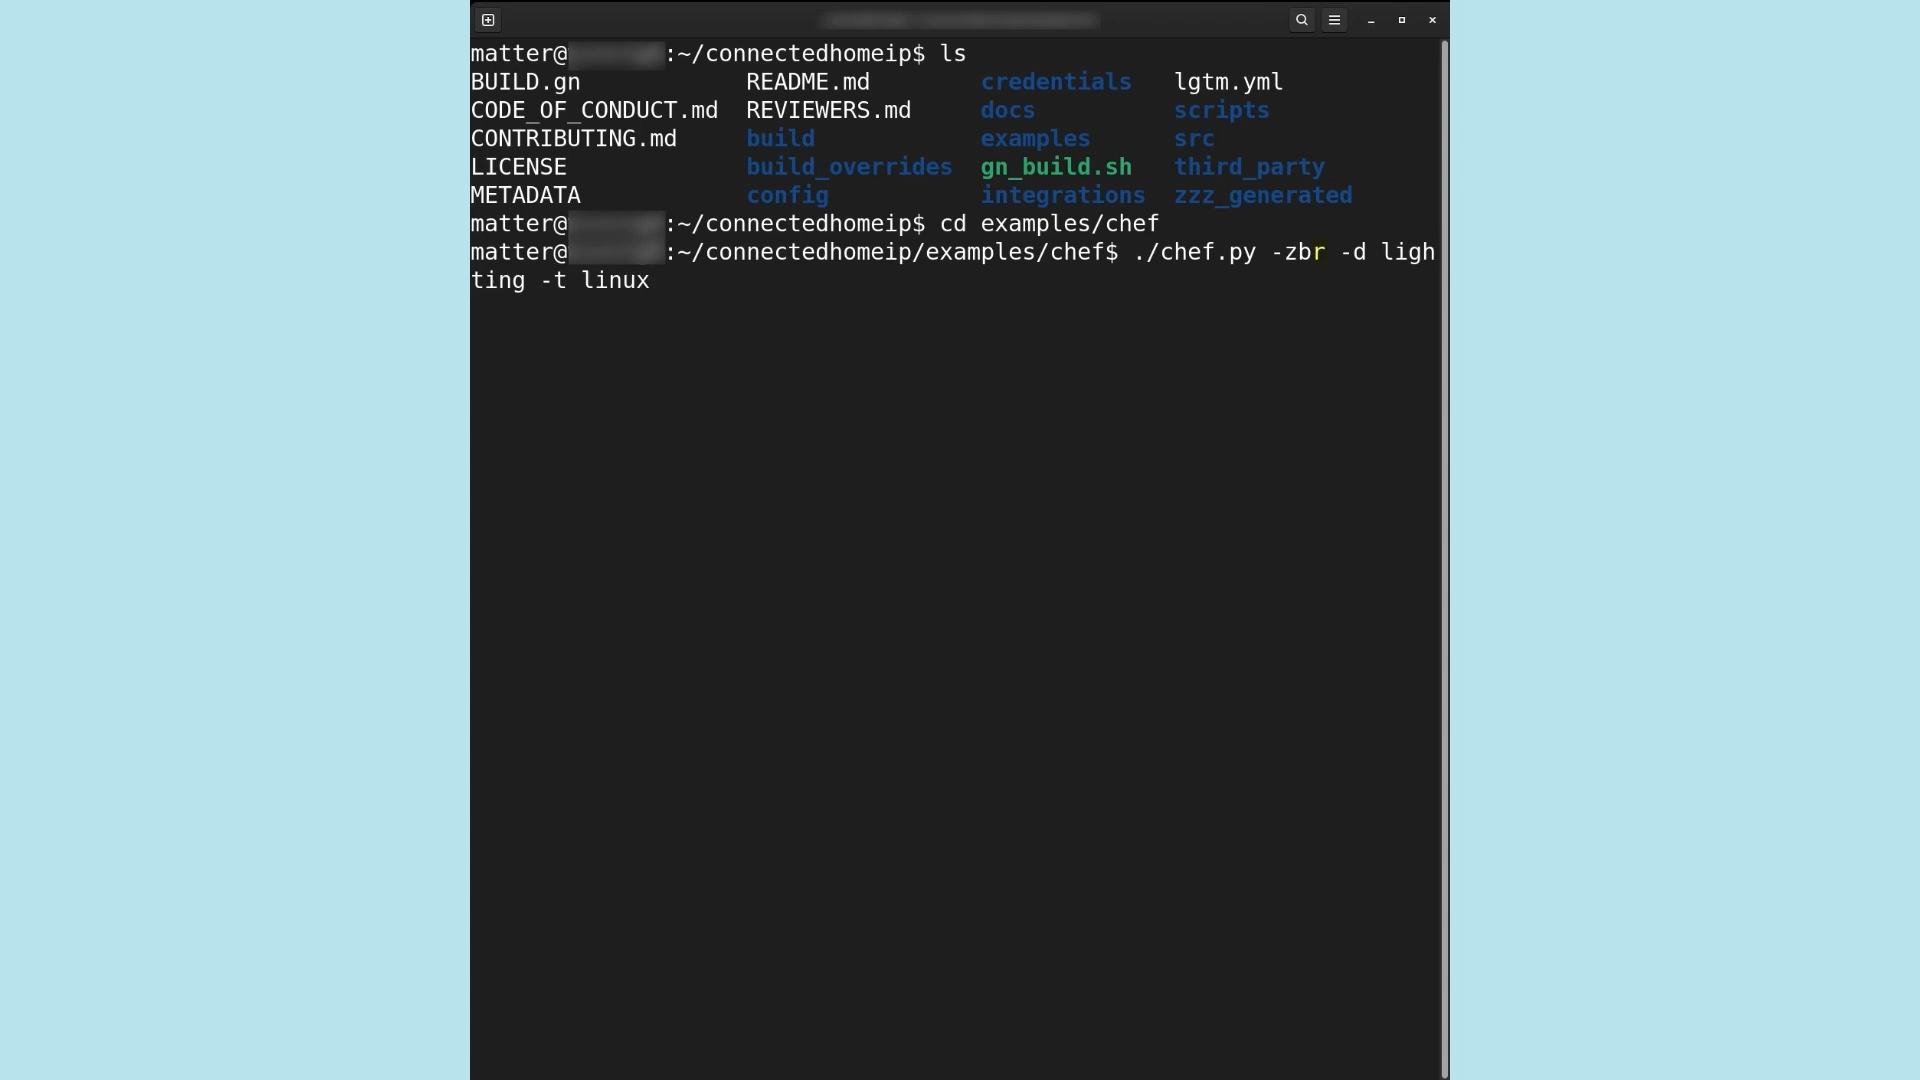 matter@ :~/connectedhomeip$ ls
BUILD.gn README.md credentials lgtm.yml
CODE_OF_CONDUCT.md REVIEWERS.md docs scripts
CONTRIBUTING.md build examples src
LICENSE build_overrides gn_build.sh third_party
METADATA config integrations zzz_generated
matter@ :~/connectedhomeip$ cd examples/chef
matter@ :~/connectedhomeip/examples/chef$ ./chef.py -zbr -d ligh
ting -t linux